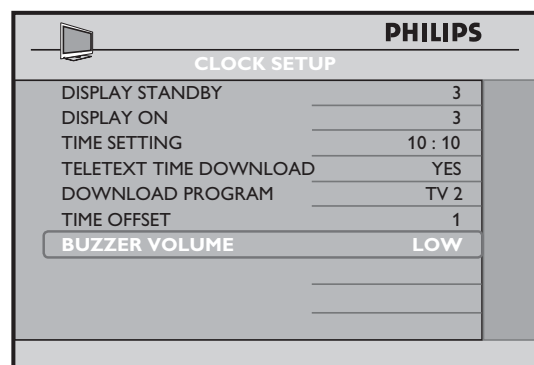 PHILIPS
CLOCK SETUP
DISPLAY STANDBY 3
DISPLAY ON 3
TIME SETTING 10 : 10
TELETEXT TIME DOWNLOAD YES
DOWNLOAD PROGRAM TV 2
TIME OFFSET 1
BUZZER VOLUME LOW